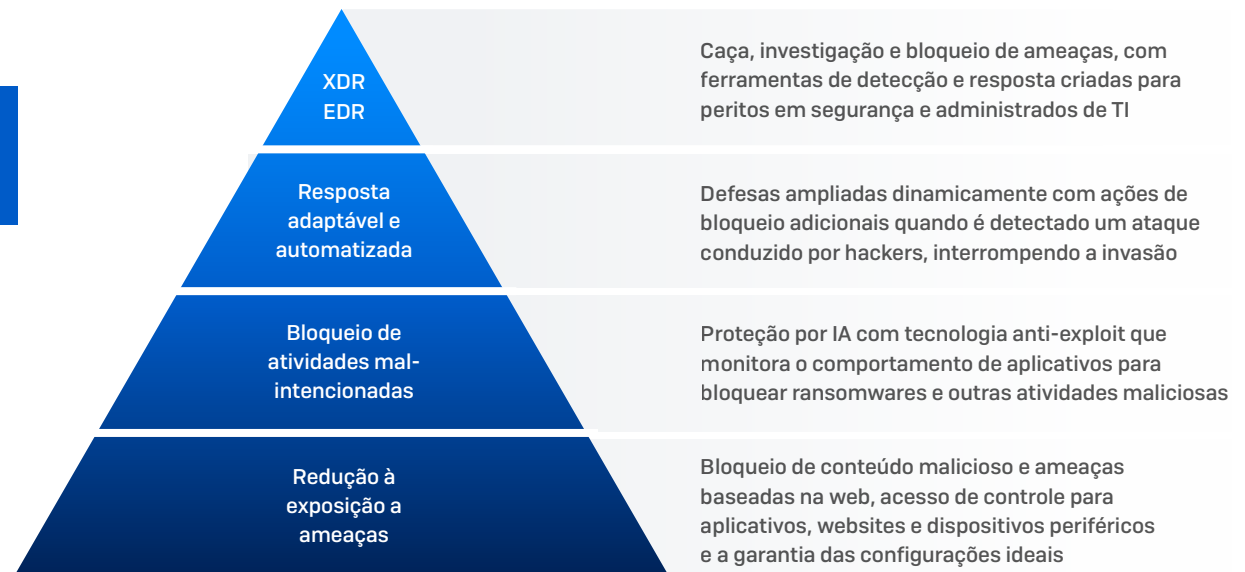 XDR
EDR
Caça, investigação e bloqueio de ameaças, com
ferramentas de detecção e resposta criadas para
peritos em segurança e administrados de TI
Resposta
adaptável e
automatizada
Defesas ampliadas dinamicamente com ações de
bloqueio adicionais quando é detectado um ataque
conduzido por hackers, interrompendo a invasão
Bloqueio de
atividades mal-
intencionadas
Proteção por IA com tecnologia anti-exploit que
monitora o comportamento de aplicativos para
bloquear ransomwares e outras atividades maliciosas
Redução à
exposição a
ameaças
Bloqueio de conteúdo malicioso e ameaças
baseadas na web, acesso de controle para
aplicativos, websites e dispositivos periféricos
e a garantia das configurações ideais